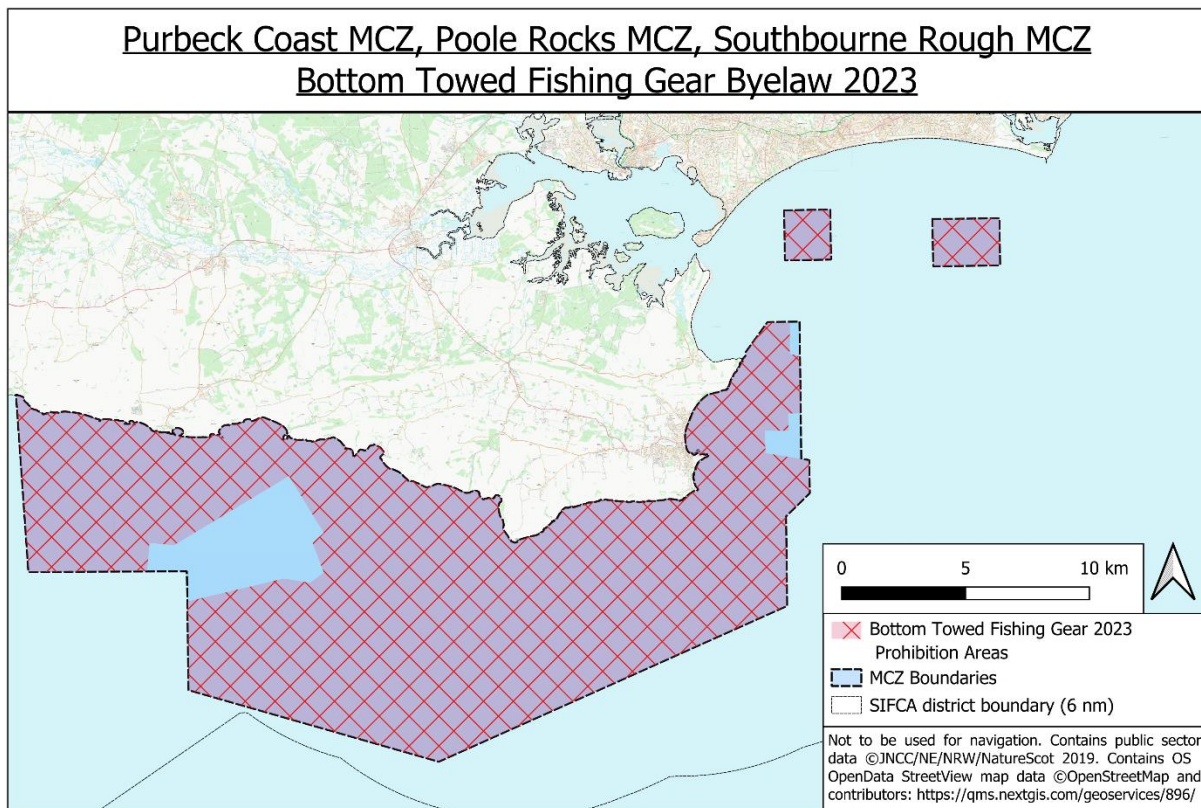 Purbeck Coast MCZ, Poole Rocks MCZ, Southbourne Rough MCZ
Bottom Towed Fishing Gear Byelaw 2023
0 5 10 km
Bottom Towed Fishing Gear 2023
Prohibition Areas
MCZ Boundaries
SIFCA district boundary (6 nm)
Not to be used for navigation. Contains public sector
data ©JNCC/NE/NRW/NatureScot 2019. Contains OS
OpenData StreetView map data ©OpenStreetMap and
contributors: https://qms.nextgis.com/geoservices/896/